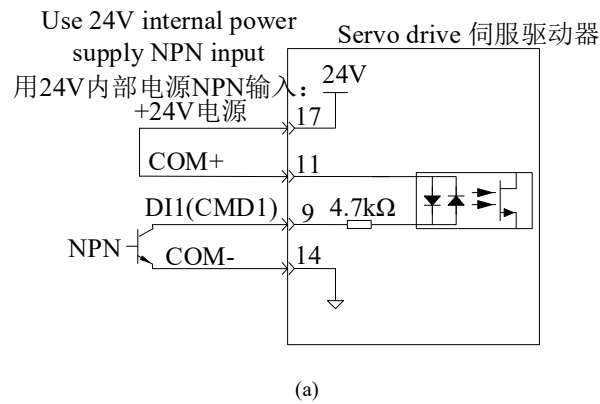 Use 24V internal power
supply NPN input
用24V内部电源NPN输入：
Servo drive 伺服驱动器
24V
+24V电源
17
COM+
11
DI1(CMD1)
9
4.7kΩ
NPN
COM-
14
(a)